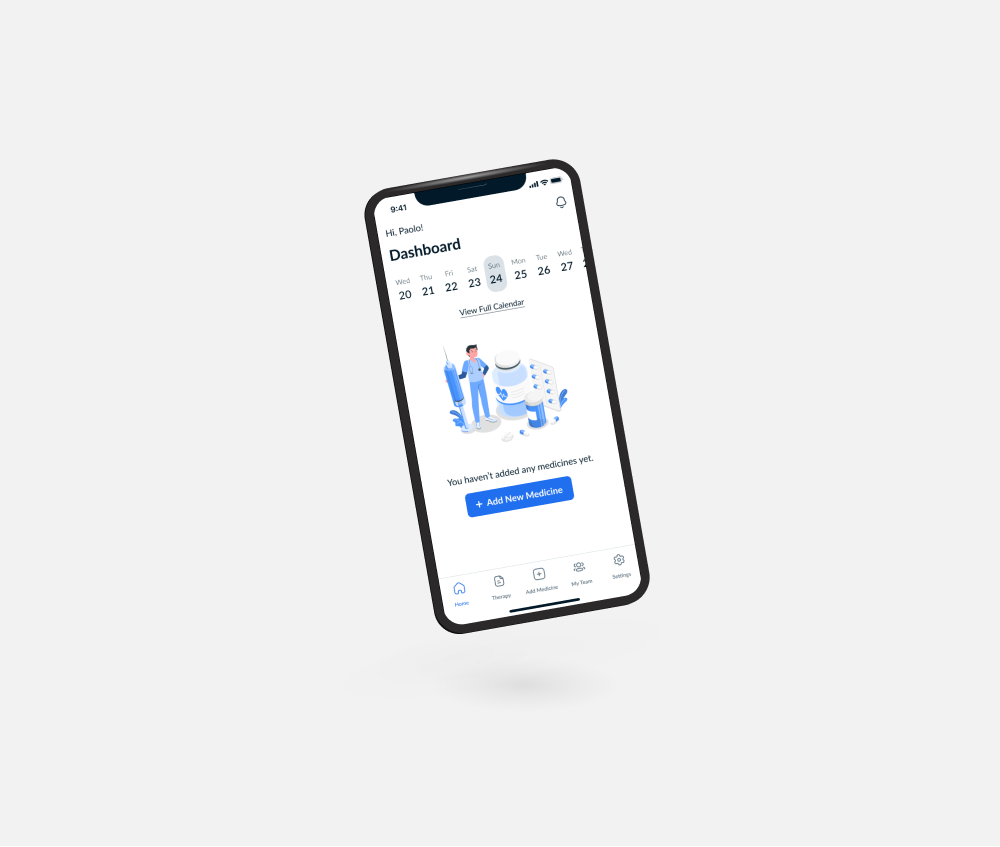 9:41
Hi, Paolo!
Dashboard
Wed Thu Fri Sat Sun Mon Tue Wed
20 21 22 23 24 25 26 27
View Full Calendar
You haven't added any medicines yet.
+ Add New Medicine
Home Therapy Add Medicine My Team Settings